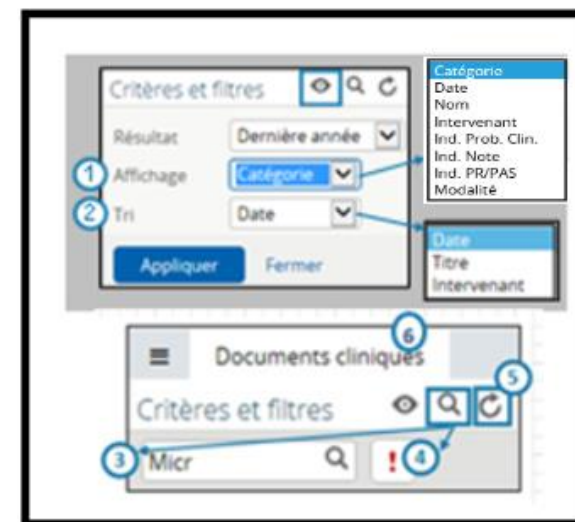 Critères et filtres
Résultat Dernière année
1 Affichage Catégorie
2 Tri Date
Appliquer Fermer
Catégorie
Date
Nom
Intervenant
Ind. Prob. Clin.
Ind. Note
Ind. PR/PAS
Modalité
Date
Titre
Intervenant
6
Documents cliniques
5
Critères et filtres
3 Micr ! 4